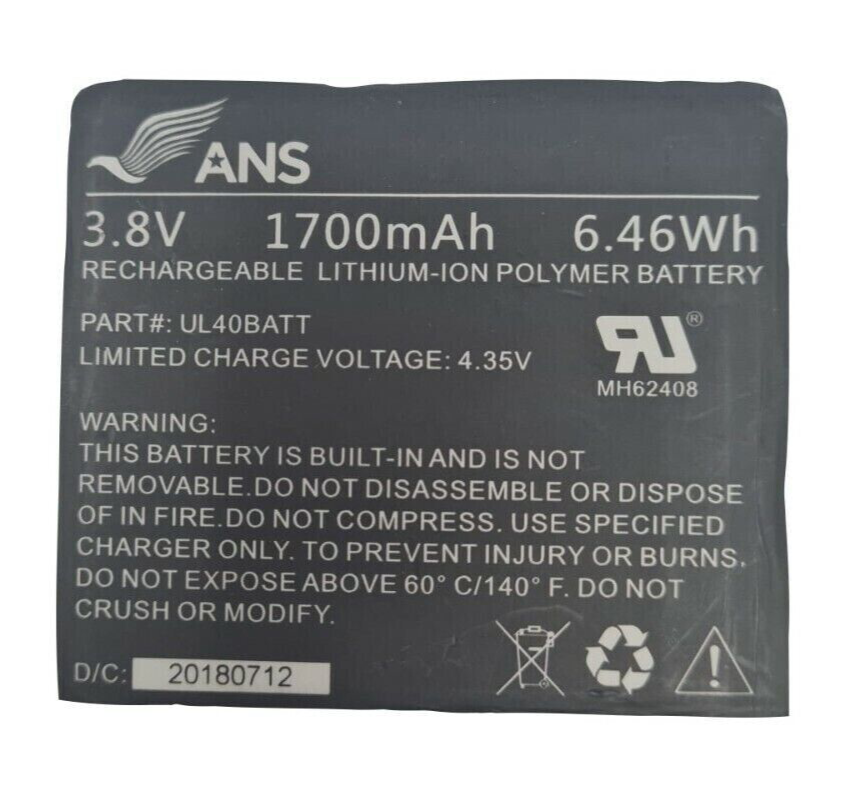 ANS
3.8V 1700mAh 6.46Wh
RECHARGEABLE LITHIUM-ION POLYMER BATTERY
PART#: UL40BATT
LIMITED CHARGE VOLTAGE: 4.35V
RU ®
MH62408
WARNING:
THIS BATTERY IS BUILT-IN AND IS NOT
REMOVABLE.DO NOT DISASSEMBLE OR DISPOSE
OF IN FIRE.DO NOT COMPRESS. USE SPECIFIED
CHARGER ONLY. TO PREVENT INJURY OR BURNS.
DO NOT EXPOSE ABOVE 60° C/140° F. DO NOT
CRUSH OR MODIFY.
D/C: 20180712